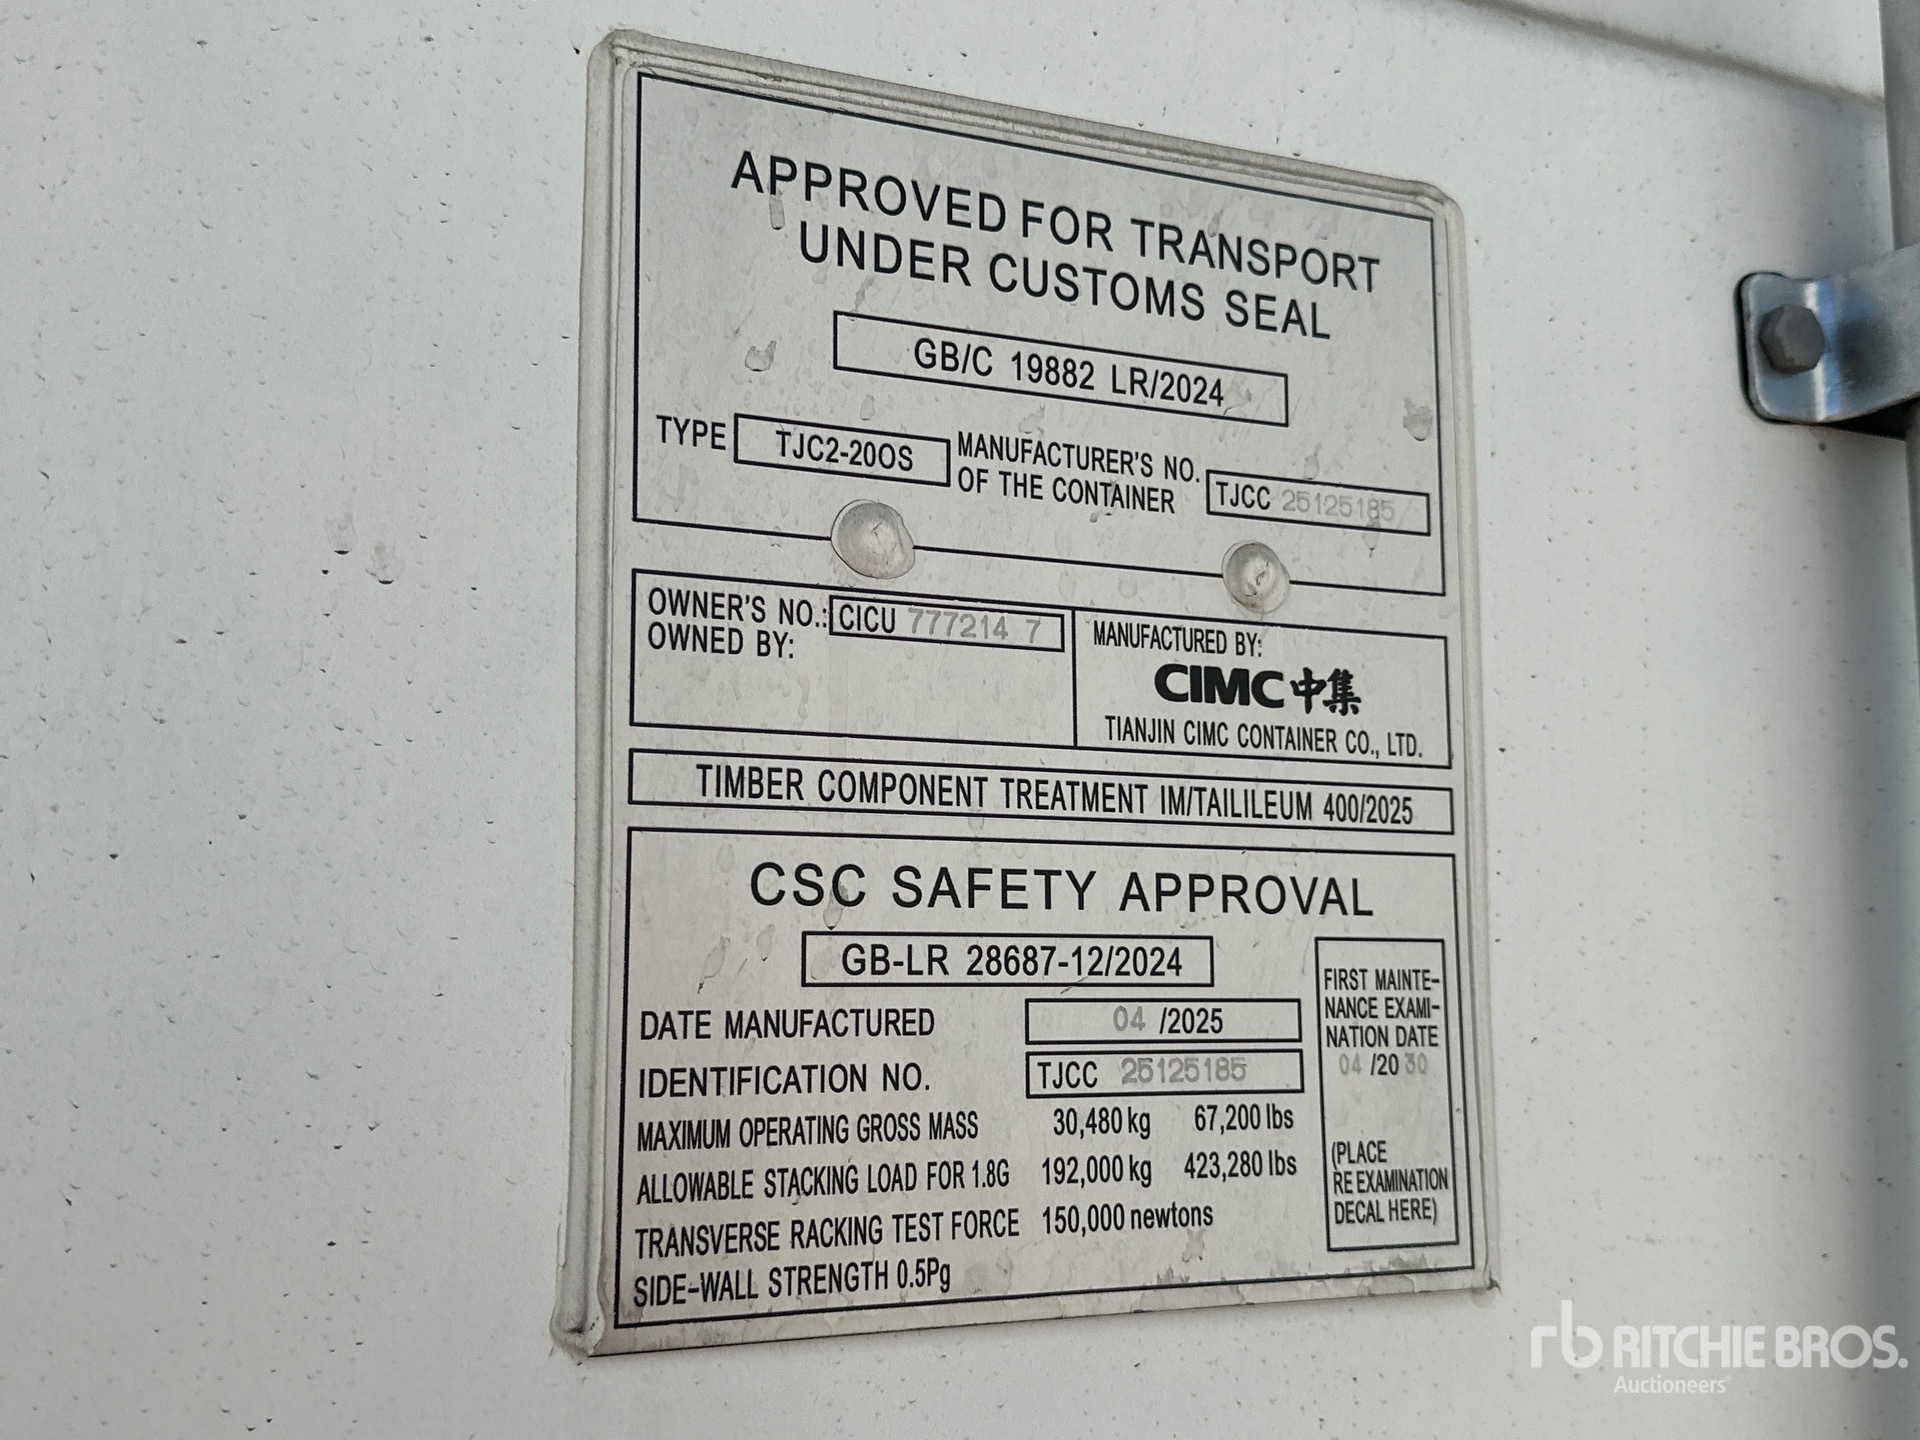 APPROVED FOR TRANSPORT
UNDER CUSTOMS SEAL
GB/C 19882 LR/2024
TYPE TJC2-20OS MANUFACTURER'S NO.
OF THE CONTAINER TJCC 25125185
OWNER'S NO.: CICU 777214 7
OWNED BY:
MANUFACTURED BY:
CIMC中集
TIANJIN CIMC CONTAINER CO., LTD.
TIMBER COMPONENT TREATMENT IM/TAILILEUM 400/2025
CSC SAFETY APPROVAL
GB-LR 28687-12/2024
DATE MANUFACTURED 04 /2025
IDENTIFICATION NO. TJCC 25125185
MAXIMUM OPERATING GROSS MASS 30,480 kg 67,200 lbs
ALLOWABLE STACKING LOAD FOR 1.8G 192,000 kg 423,280 lbs
TRANSVERSE RACKING TEST FORCE 150,000 newtons
SIDE-WALL STRENGTH 0.5Pg
FIRST MAINTE-
NANCE EXAMI-
NATION DATE
04 /20 30
(PLACE
RE EXAMINATION
DECAL HERE)
rb RITCHIE BROS.
Auctioneers